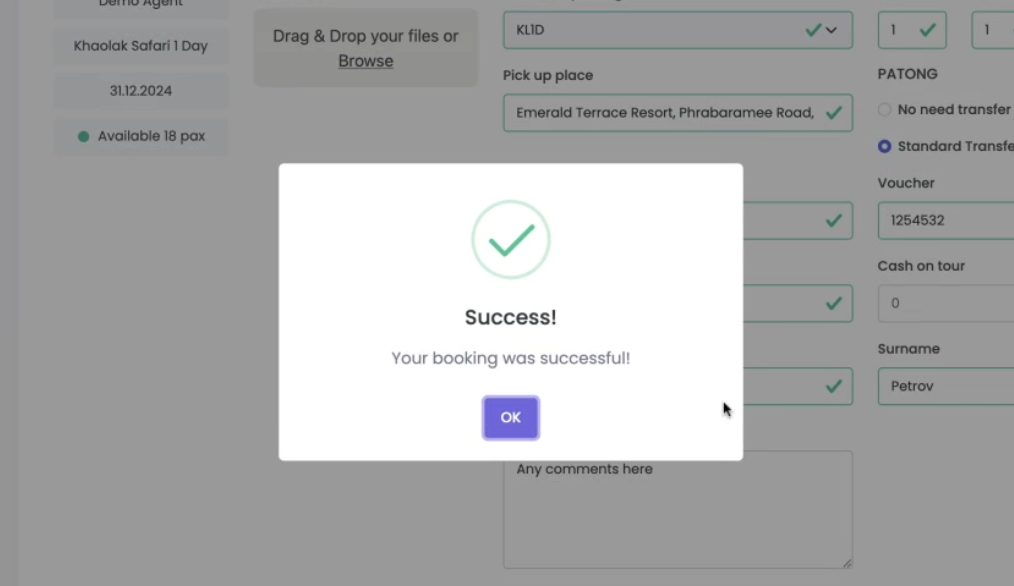 Demo Agent
Khaolak Safari 1 Day
31.12.2024
Available 18 pax
Drag & Drop your files or
Browse
KL1D
Pick up place
Emerald Terrace Resort, Phrabaramee Road,
1
1
PATONG
No need transfer
Standard Transfe
Voucher
1254532
Cash on tour
0
Surname
Petrov
Success!
Your booking was successful!
OK
Any comments here